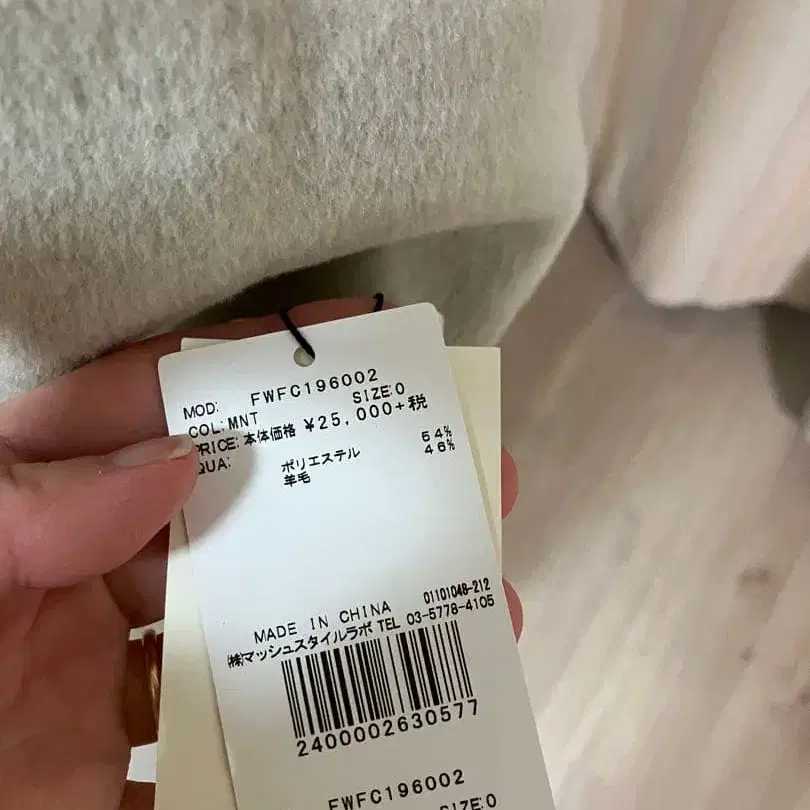 MOD: FWFC196002
COL: MNT SIZE:0
PRICE: 本体価格 ¥25,000+税
QUA: ポリエステル 54%
羊毛 46%
01101048-212
MADE IN CHINA
(株)マッシュスタイルラボ TEL 03-5778-4105
2400002630577
FWFC196002
SIZE:0